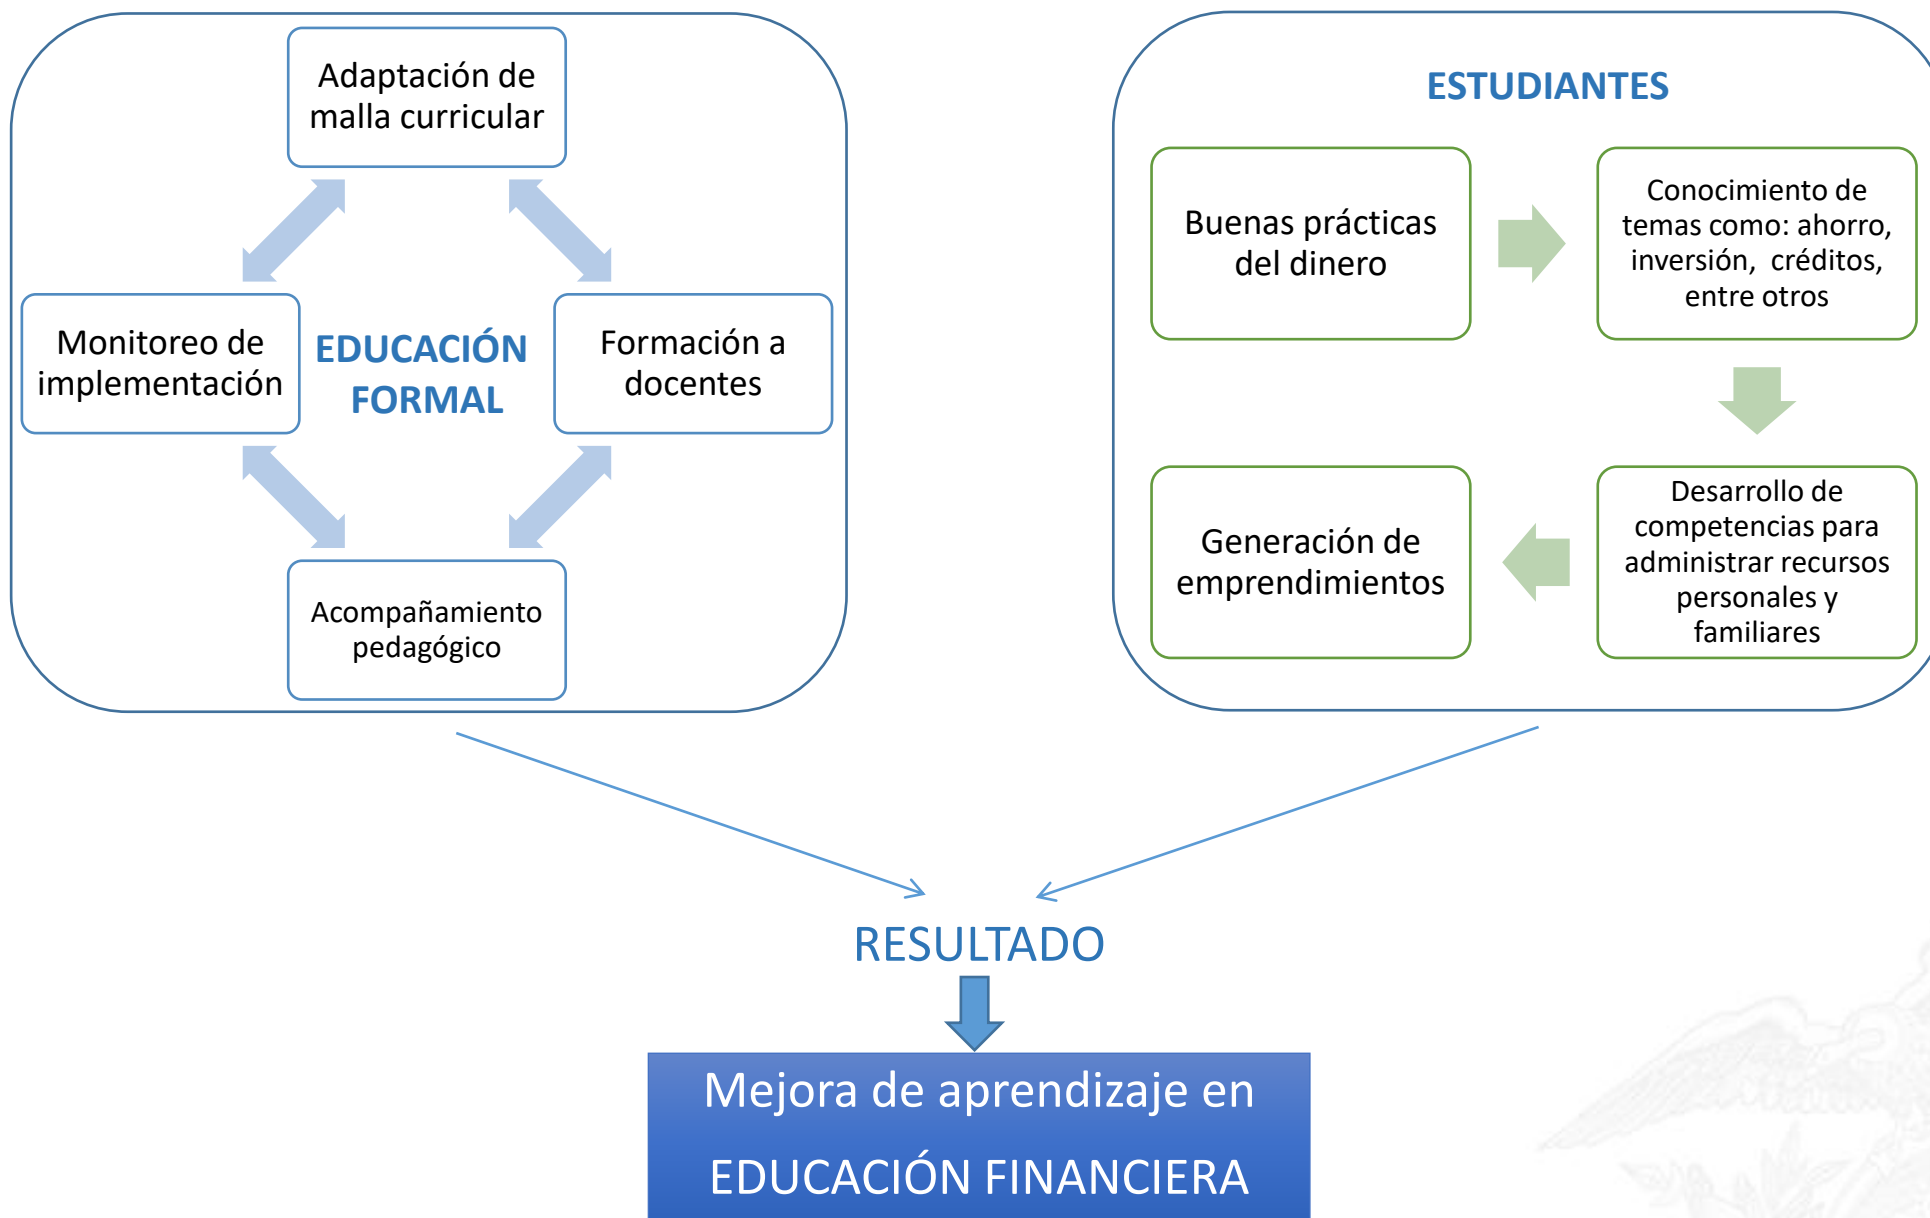 Adaptación de
malla curricular
Monitoreo de
implementación
EDUCACIÓN
FORMAL
Formación a
docentes
Acompañamiento
pedagógico
ESTUDIANTES
Buenas prácticas
del dinero
Conocimiento de
temas como: ahorro,
inversión, créditos,
entre otros
Desarrollo de
competencias para
administrar recursos
personales y
familiares
Generación de
emprendimientos
RESULTADO
Mejora de aprendizaje en
EDUCACIÓN FINANCIERA